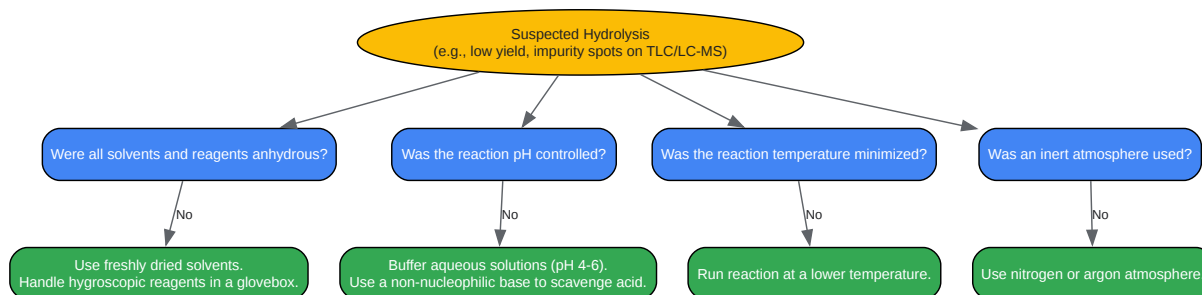 Suspected Hydrolysis
(e.g., low yield, impurity spots on TLC/LC-MS)
Were all solvents and reagents anhydrous?
Was the reaction pH controlled?
Was the reaction temperature minimized?
Was an inert atmosphere used?
No
No
No
No
Use freshly dried solvents.
Handle hygroscopic reagents in a glovebox.
Buffer aqueous solutions (pH 4-6).
Use a non-nucleophilic base to scavenge acid.
Run reaction at a lower temperature.
Use nitrogen or argon atmosphere